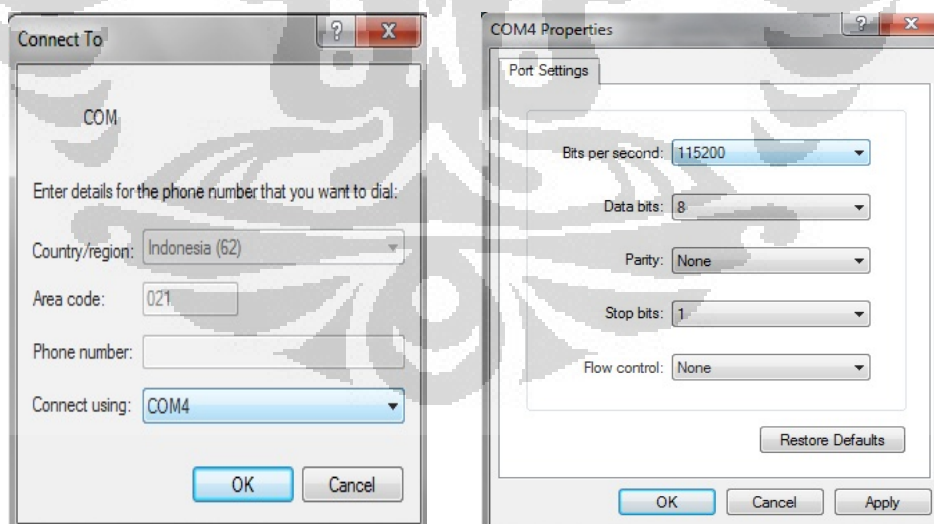 Connect To
COM
Enter details for the phone number that you want to dial:
Country/region: Indonesia (62)
Area code: 021
Phone number:
Connect using: COM4
OK Cancel
COM4 Properties
Port Settings
Bits per second: 115200
Data bits: 8
Parity: None
Stop bits: 1
Flow control: None
Restore Defaults
OK Cancel Apply